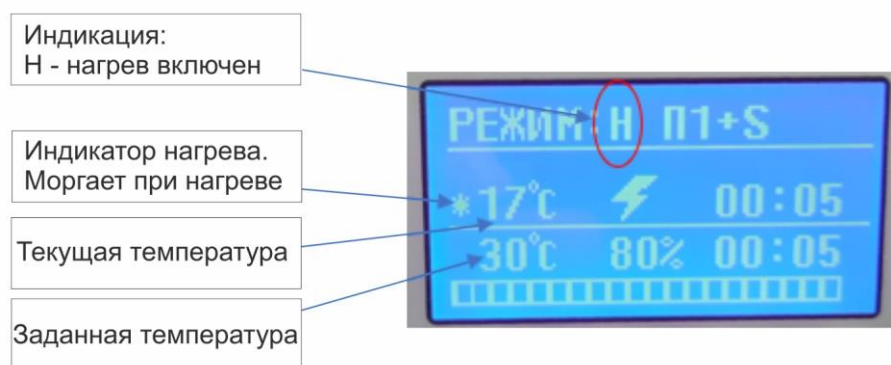 Индикация:
Н - нагрев включен
Индикатор нагрева.
Моргает при нагреве
Текущая температура
Заданная температура
РЕЖИМ: Н П1+S
*17°С 00:05
30°С 80% 00:05